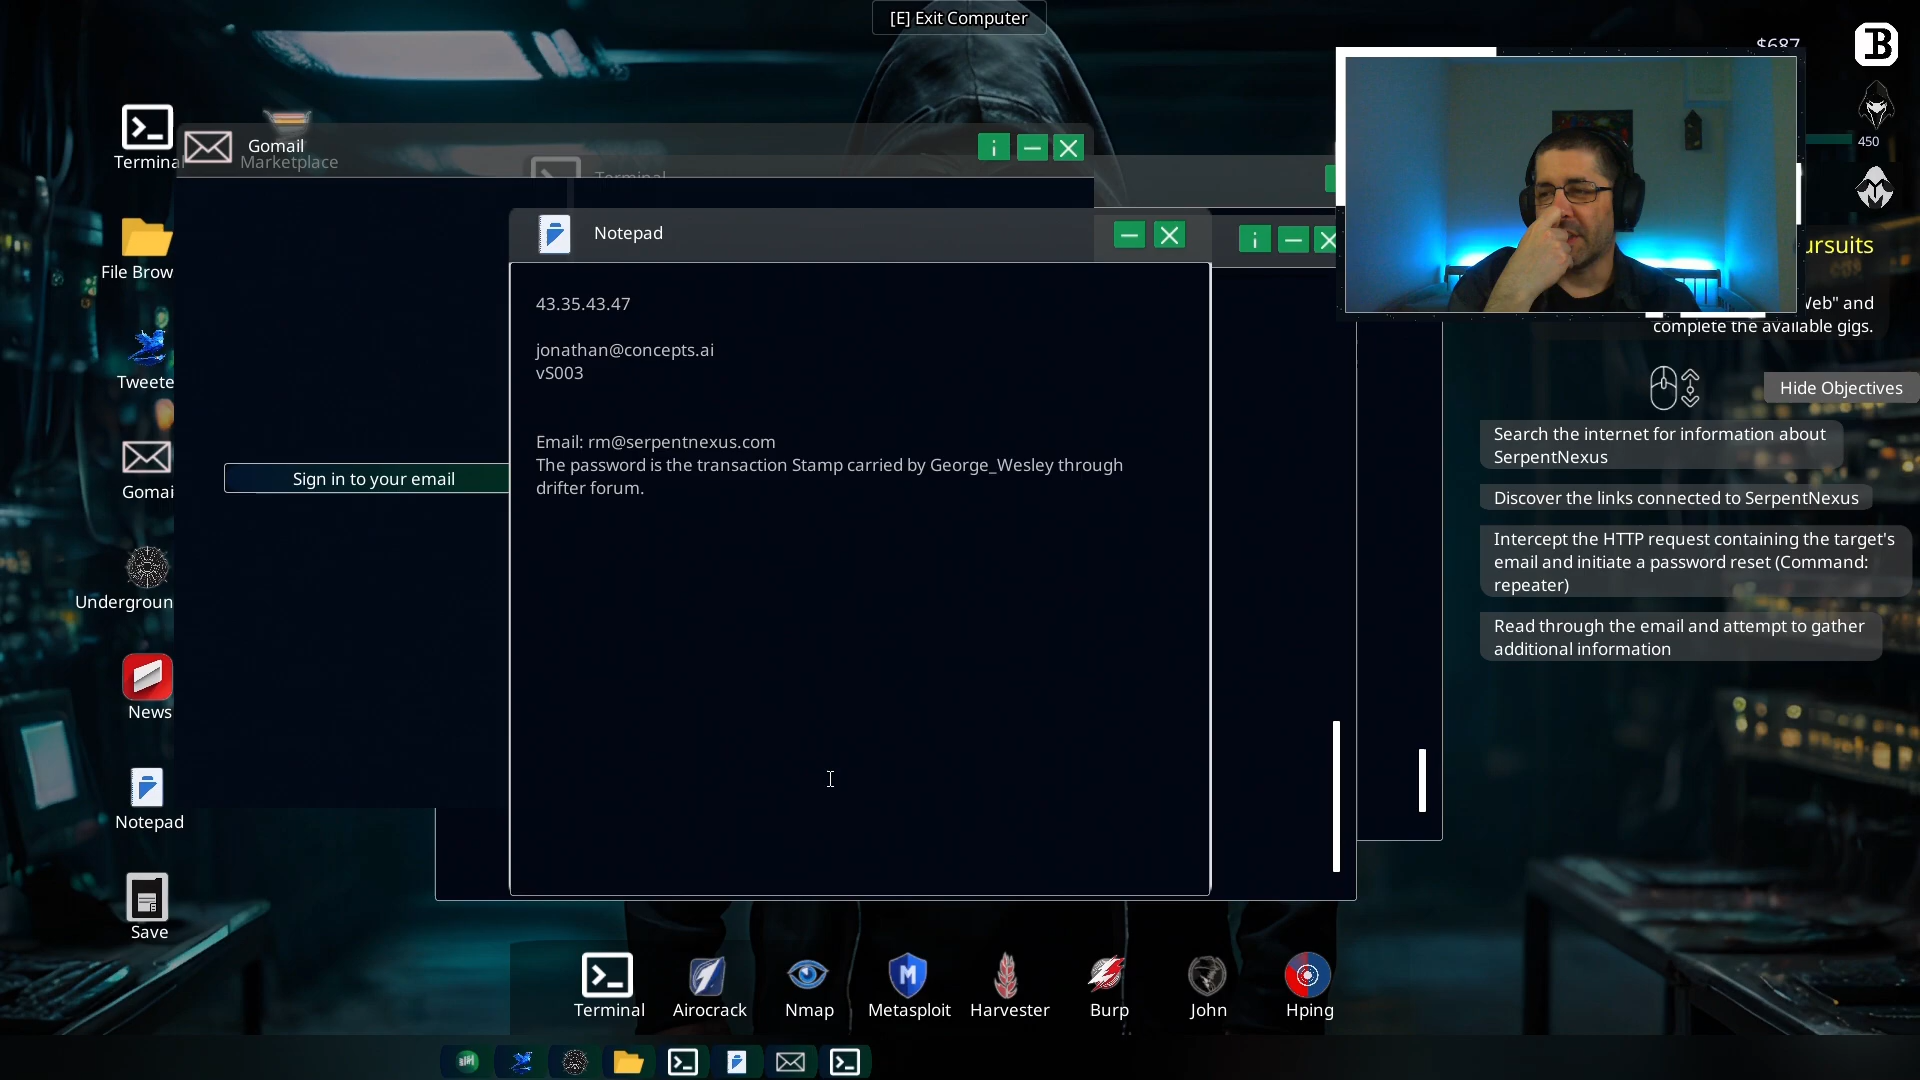 [E] Exit Computer
$687
450
Terminal
Gomail
Marketplace
Terminal
Notepad
File Brow
Tweete
Gomai
Undergroun
News
Notepad
Save
Sign in to your email
43.35.43.47
jonathan@concepts.ai
vS003
Email: rm@serpentnexus.com
The password is the transaction Stamp carried by George_Wesley through
drifter forum.
ursuits
Web" and
complete the available gigs.
Hide Objectives
Search the internet for information about
SerpentNexus
Discover the links connected to SerpentNexus
Intercept the HTTP request containing the target's
email and initiate a password reset (Command:
repeater)
Read through the email and attempt to gather
additional information
Terminal
Airocrack
Nmap
Metasploit
Harvester
Burp
John
Hping